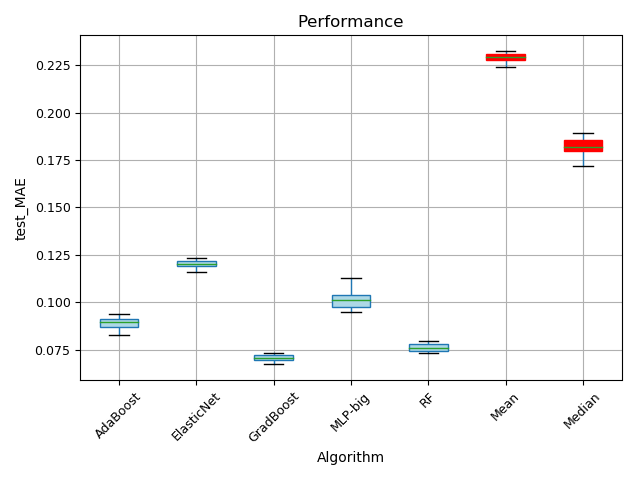 Performance
test_MAE
0.225
0.200
0.175
0.150
0.125
0.100
0.075
AdaBoost
ElasticNet
GradBoost
MLP-big
RF
Mean
Median
Algorithm